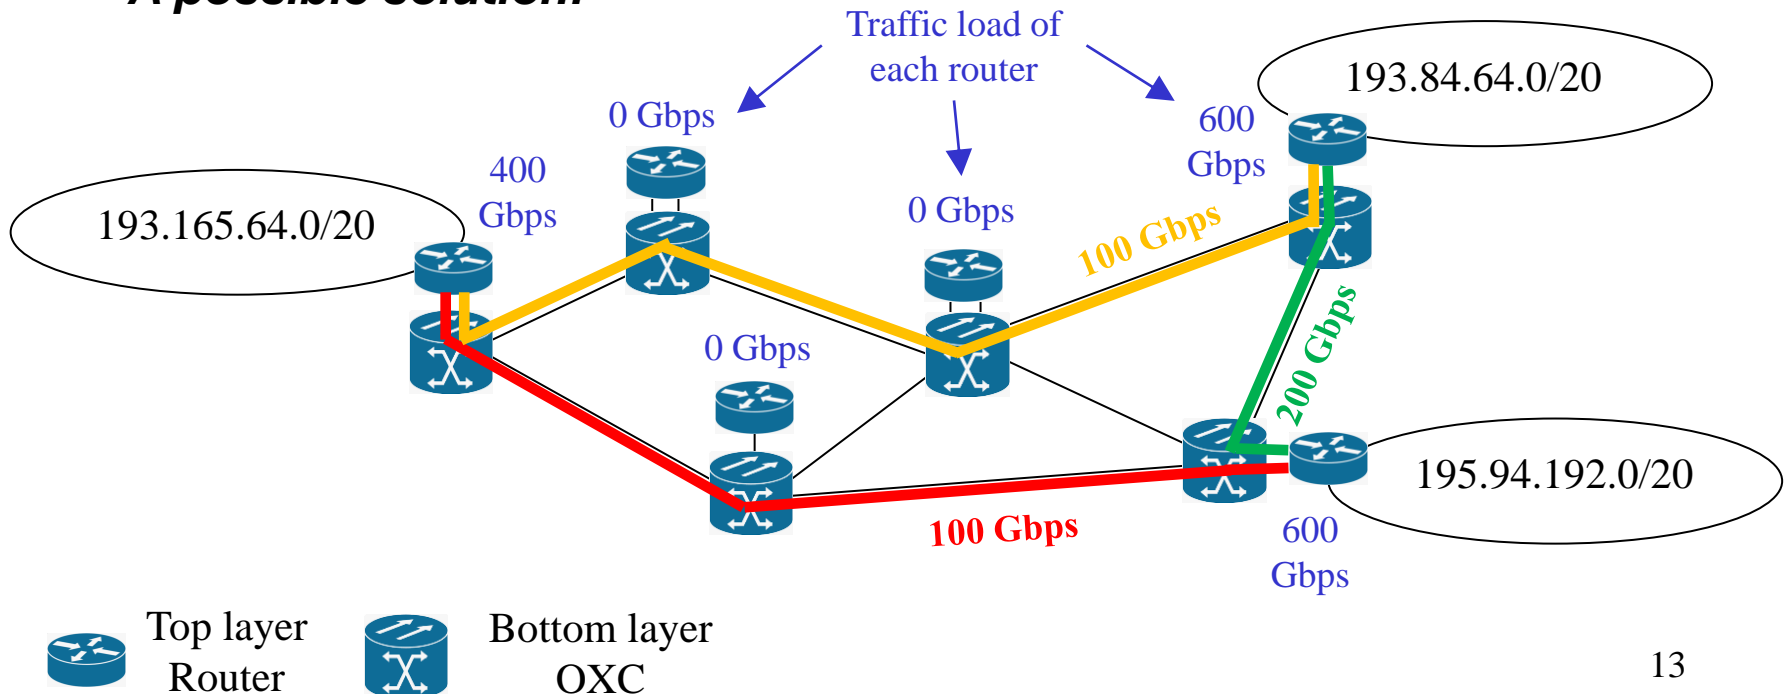 A possible solution:
Traffic load of
each router
193.84.64.0/20
0 Gbps
600
Gbps
400
Gbps
193.165.64.0/20
0 Gbps
100 Gbps
0 Gbps
200 Gbps
195.94.192.0/20
100 Gbps
600
Gbps
Top layer
Router
Bottom layer
OXC
13